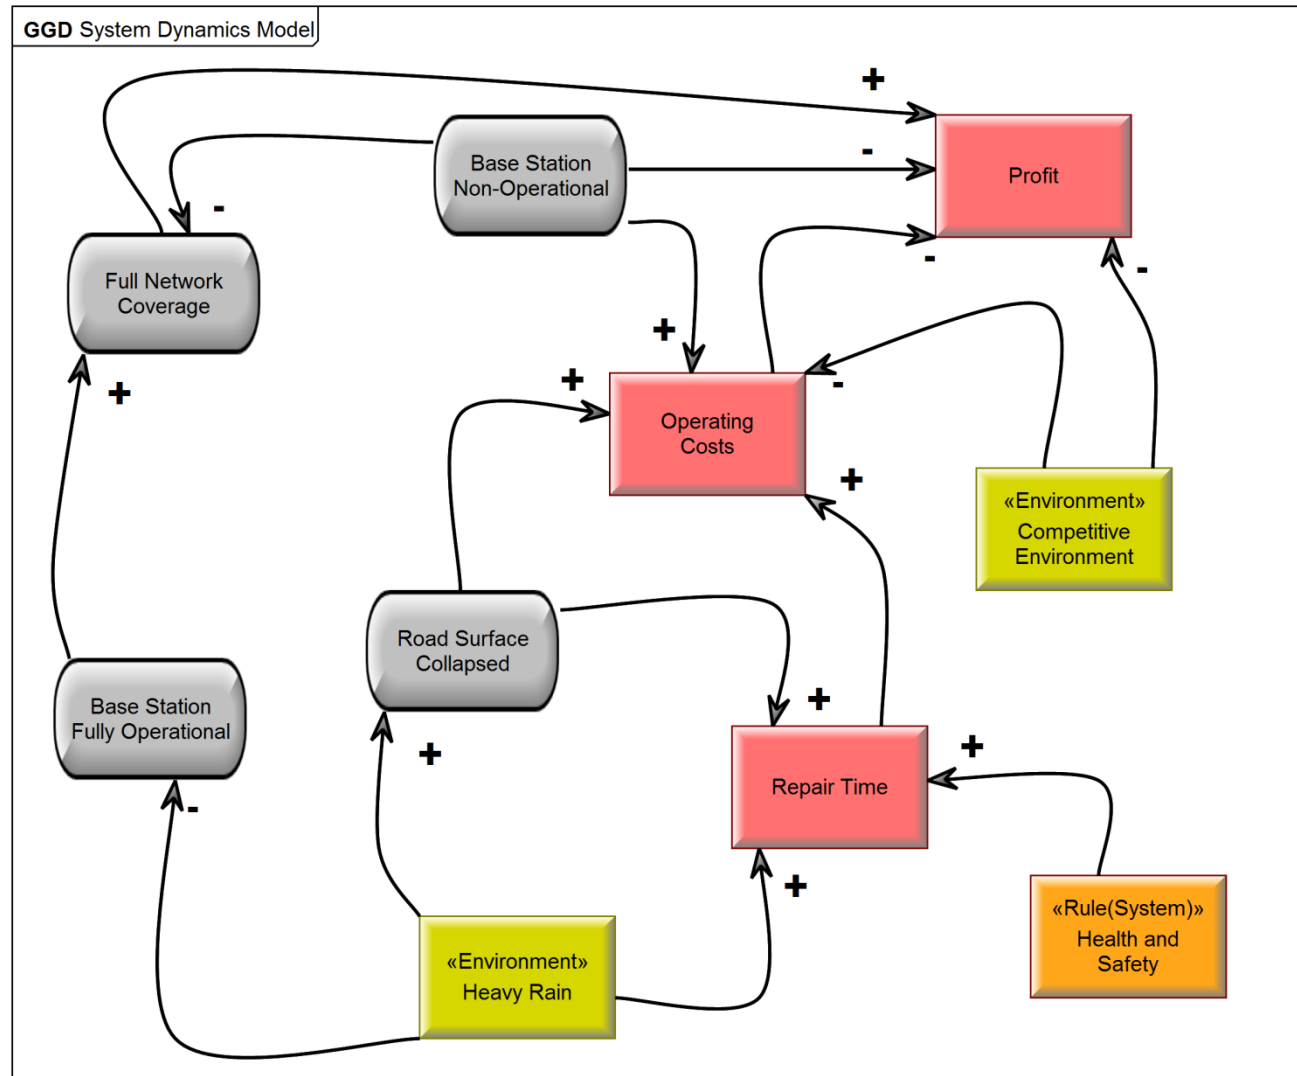 GGD System Dynamics Model
+
Base Station
Non-Operational
-
Profit
-
Full Network
Coverage
-
-
+
+
+
-
Operating
Costs
+
«Environment»
Competitive
Environment
Road Surface
Collapsed
Base Station
Fully Operational
+
+
+
-
Repair Time
+
«Rule(System)»
Health and
Safety
«Environment»
Heavy Rain